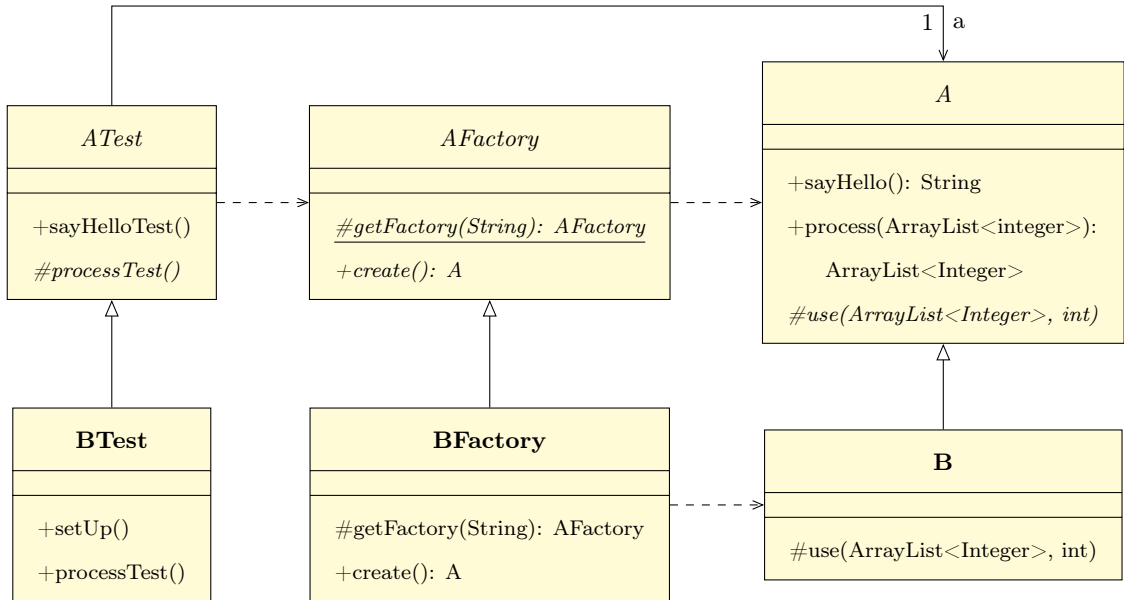 1 a
ATest
+sayHelloTest()
#processTest()
AFactory
#getFactory(String): AFactory
+create(): A
A
+sayHello(): String
+process(ArrayList<integer>):
ArrayList<Integer>
#use(ArrayList<Integer>, int)
BTest
+setUp()
+processTest()
BFactory
#getFactory(String): AFactory
+create(): A
B
#use(ArrayList<Integer>, int)